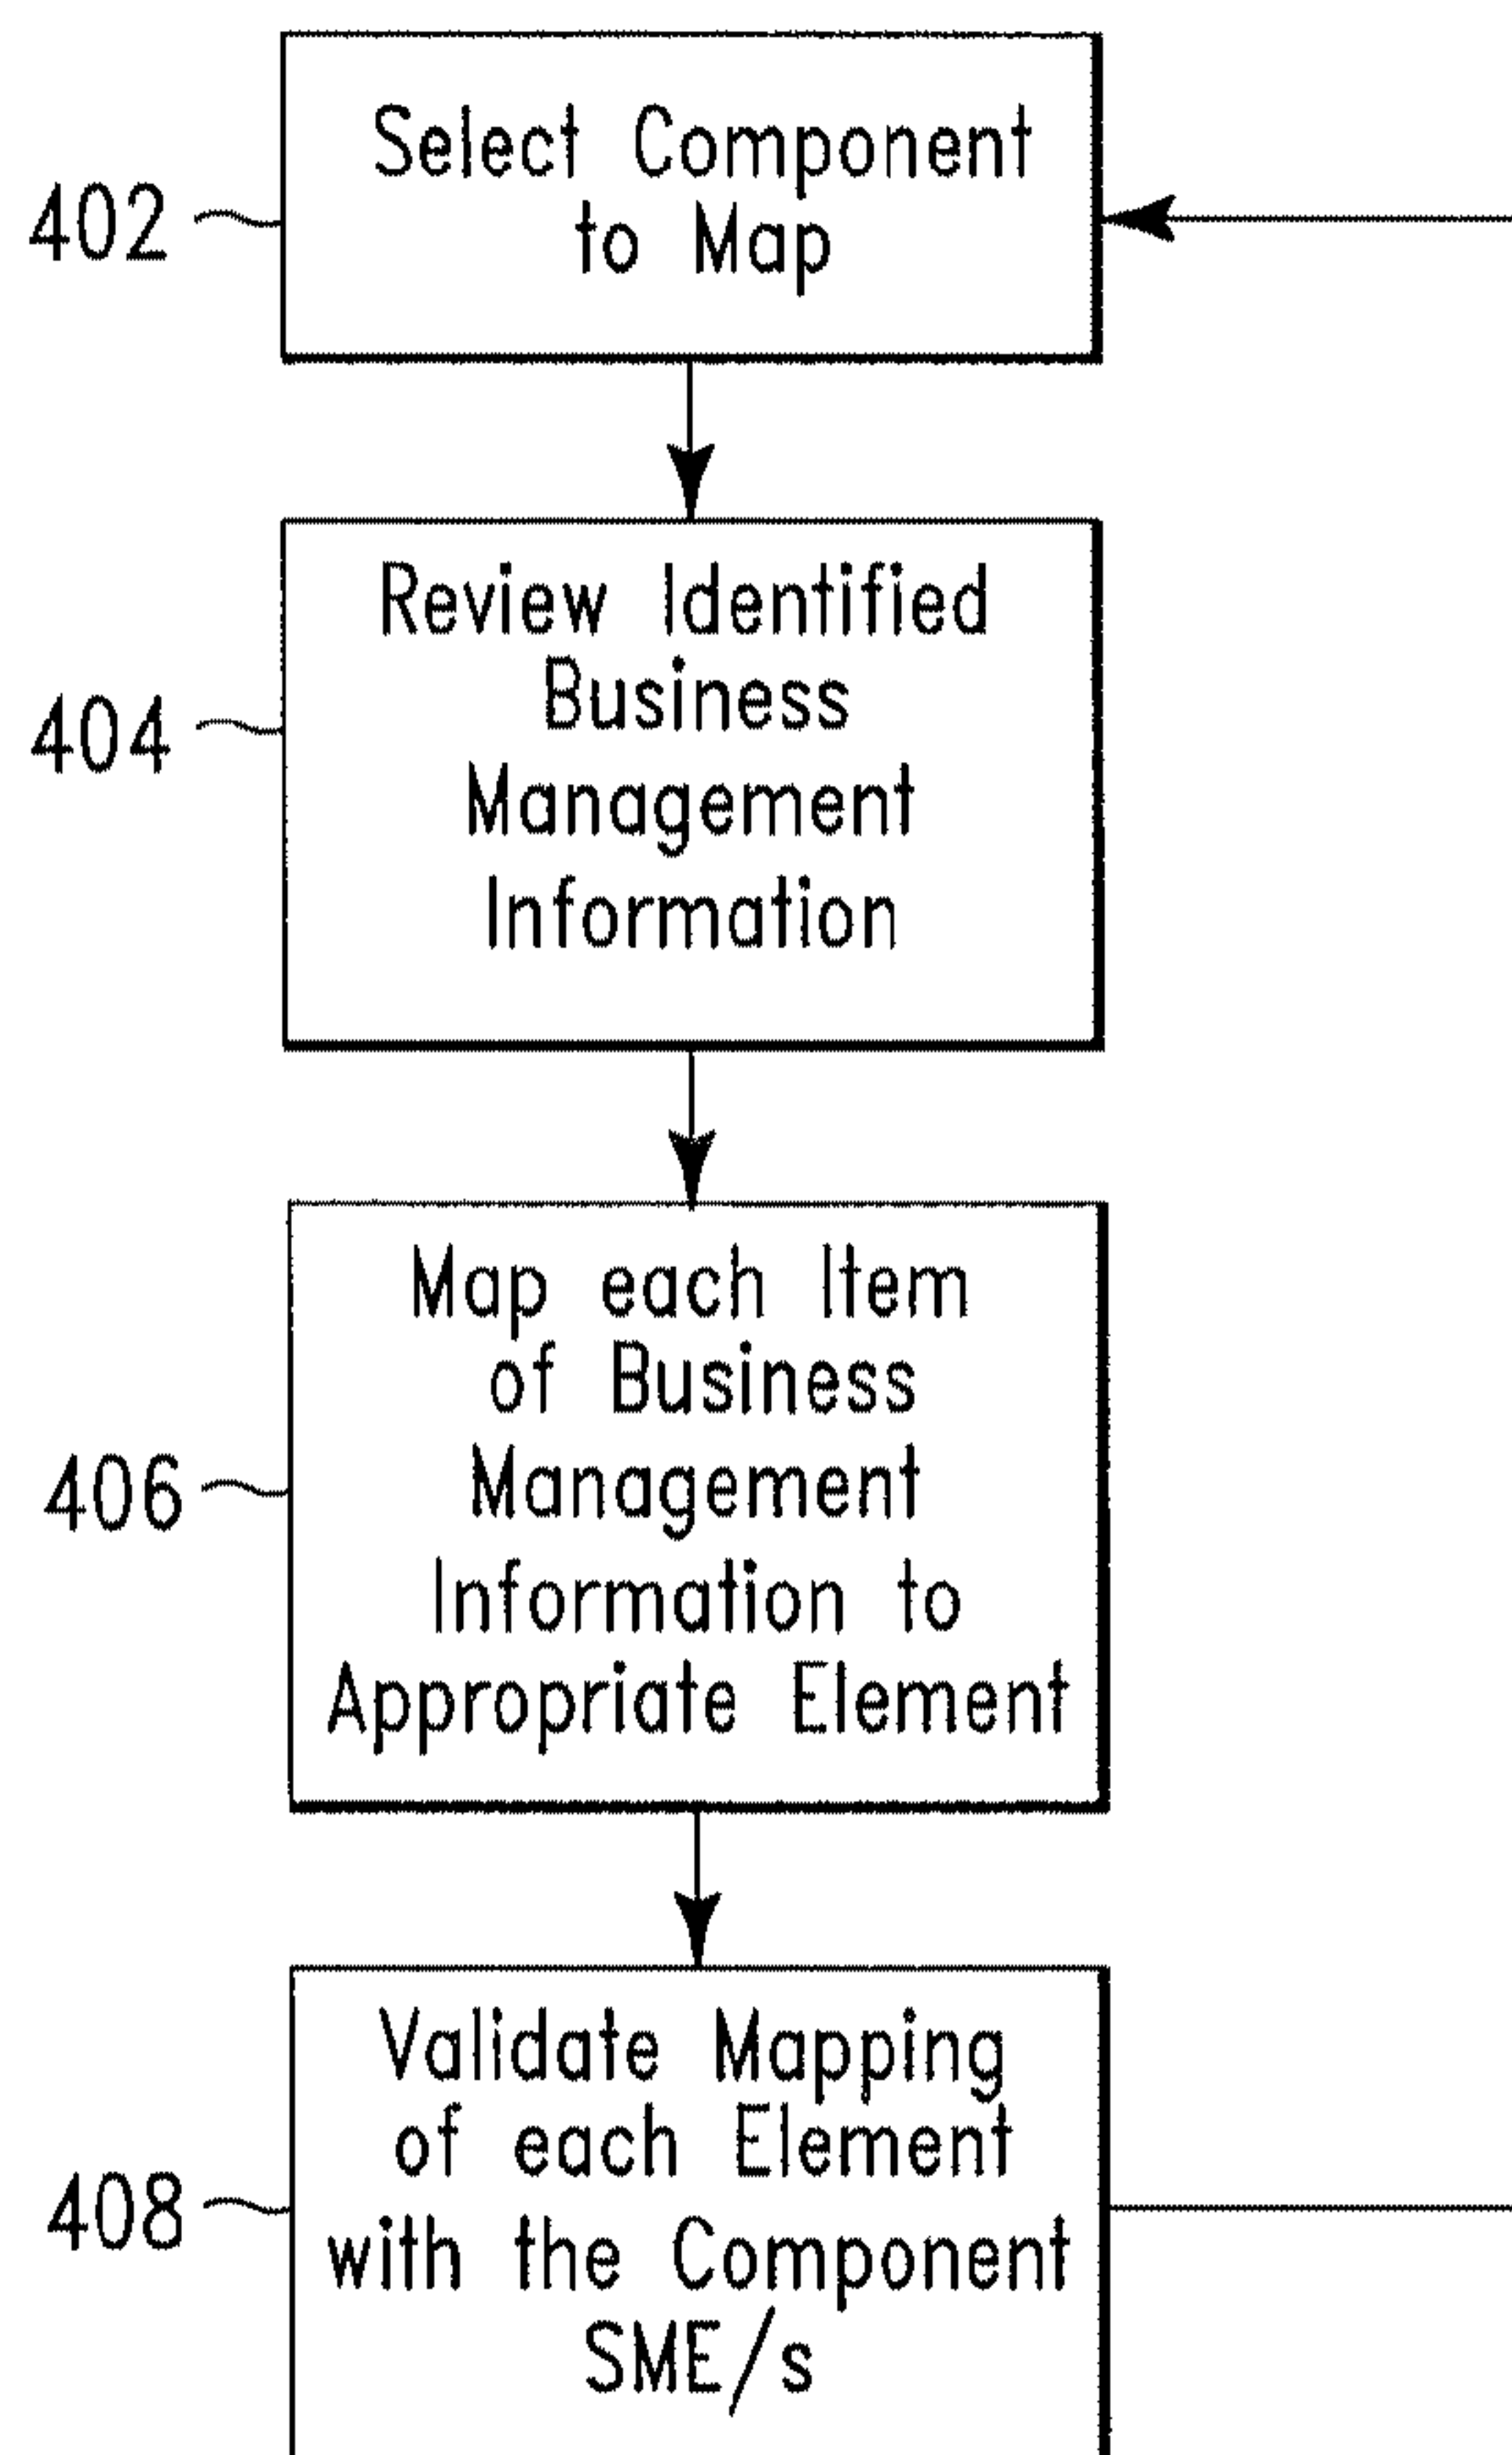 Select Component
to Map
402
Review Identified
Business
404
Management
Information
Map each Item
of Business
406
Management
Information to
Appropriate Element
Validate Mapping
of each Element
408
with the Component
SME/s